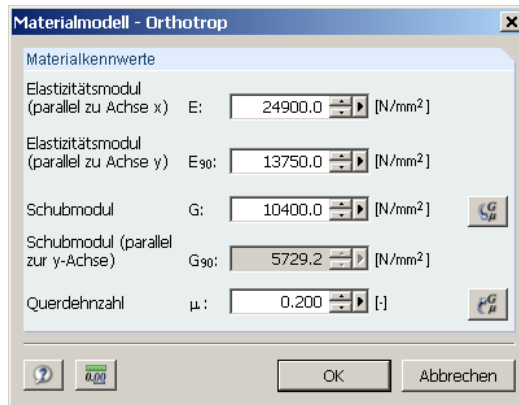 Materialmodell - Orthotrop
Materialkennwerte
Elastizitätsmodul
(parallel zu Achse x) E: 24900.0 [N/mm²]
Elastizitätsmodul
(parallel zu Achse y) E90: 13750.0 [N/mm²]
Schubmodul G: 10400.0 [N/mm²]
Schubmodul (parallel
zur y-Achse) G90: 5729.2 [N/mm²]
Querdehnzahl μ: 0.200 [-]
G
μ
G
μ
? 0.00 OK Abbrechen